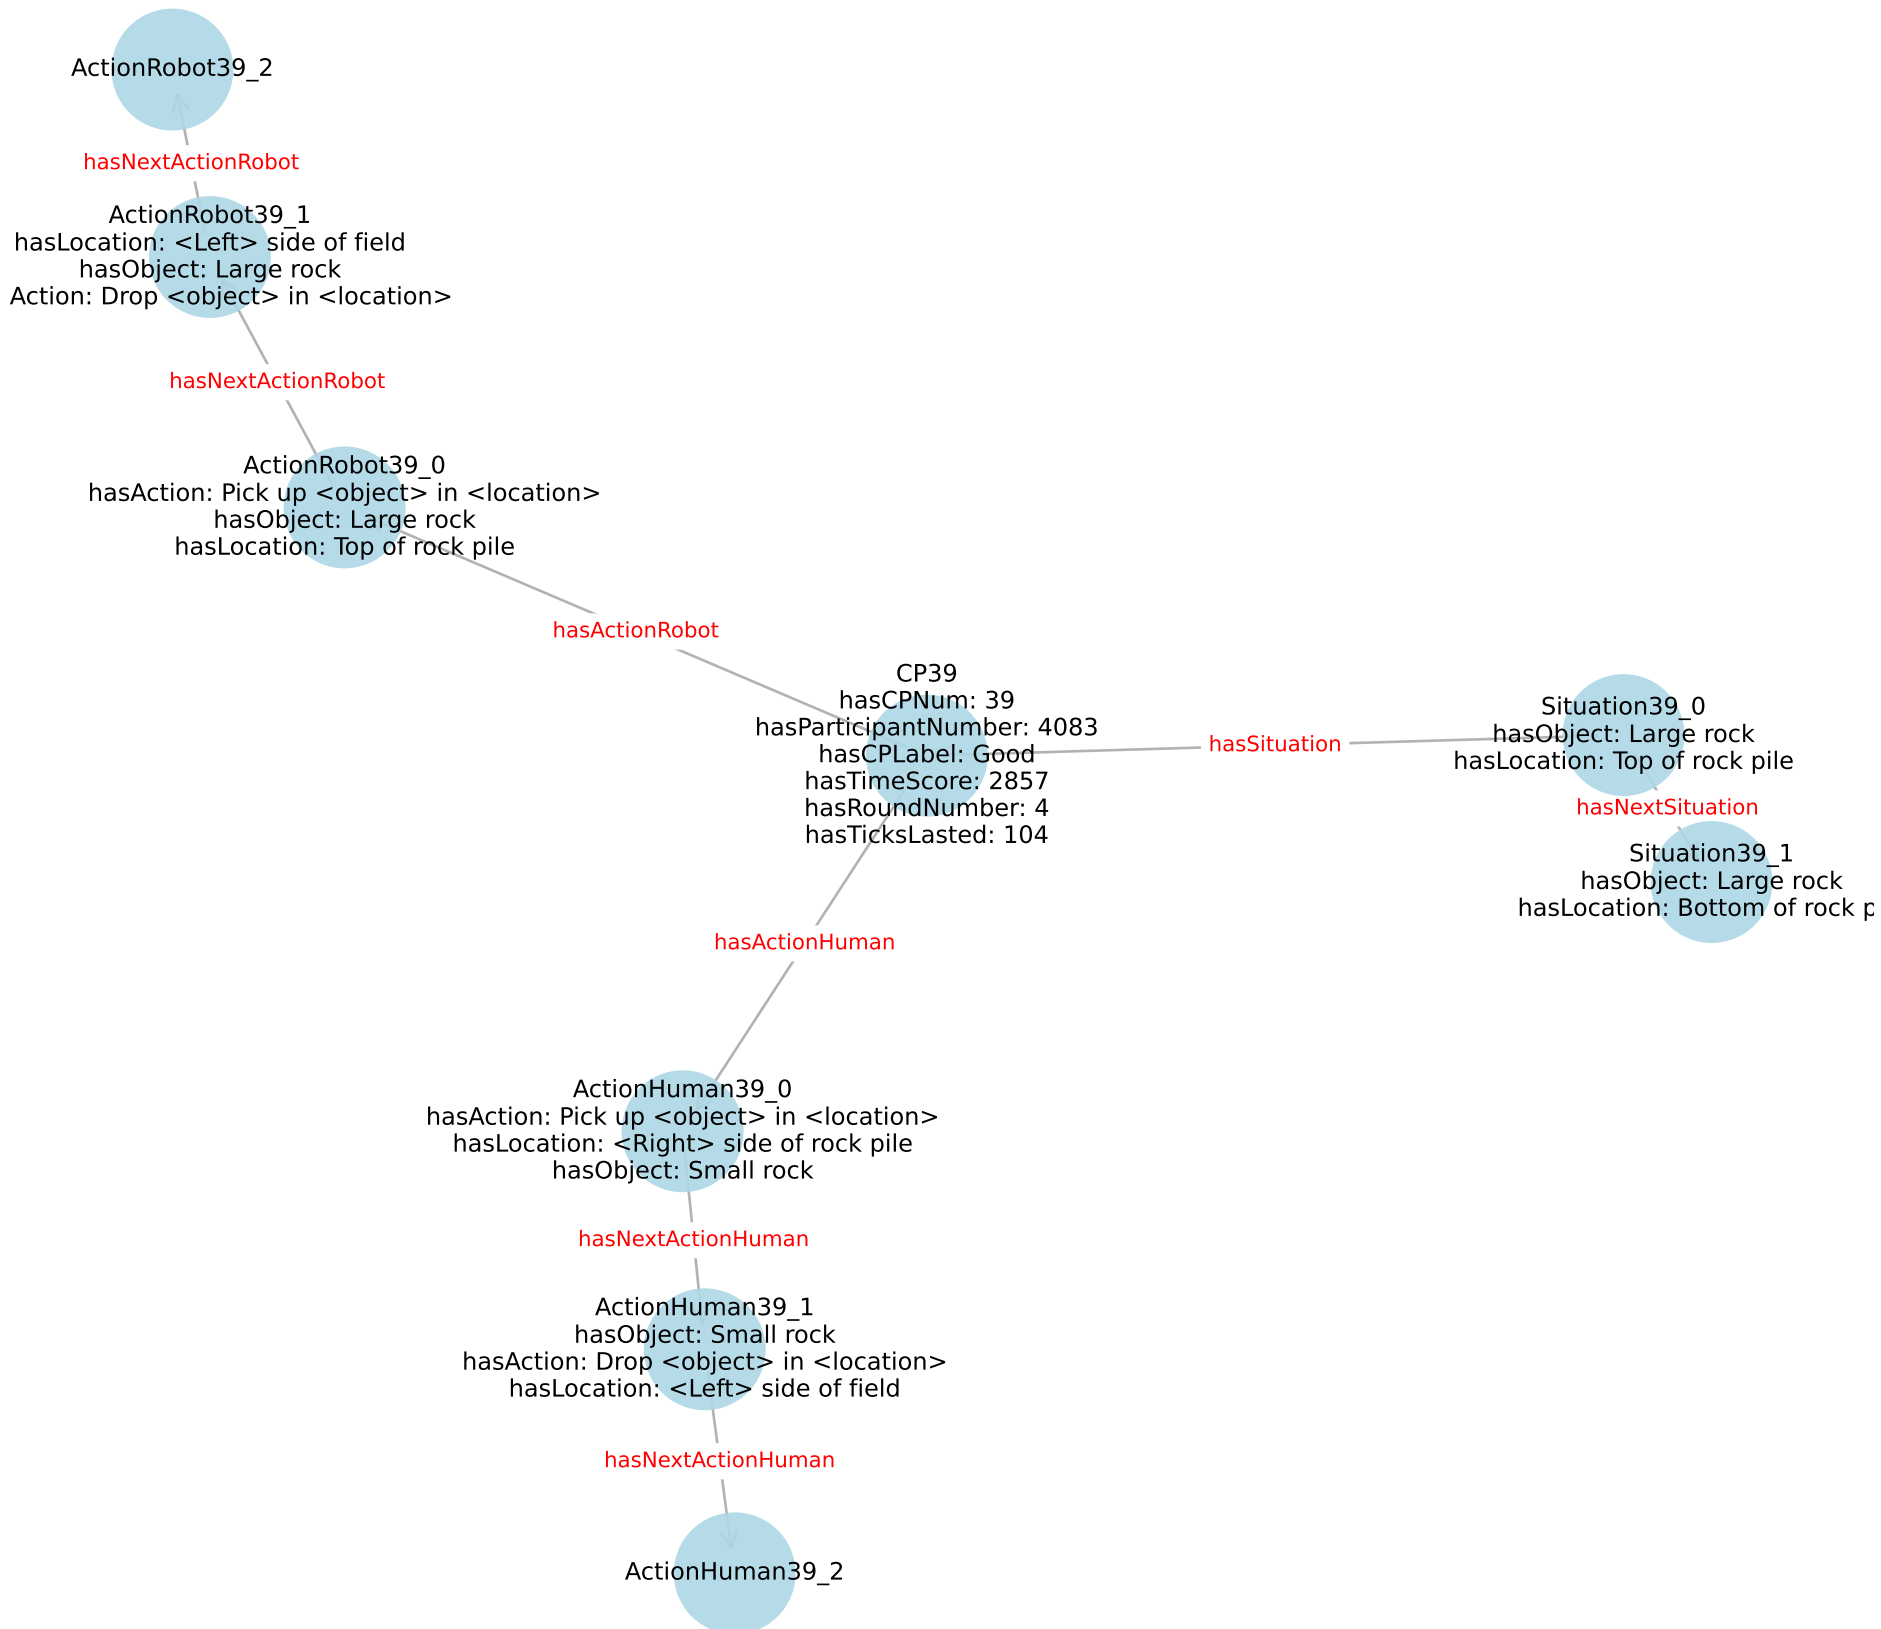 ActionRobot39_2
hasNextActionRobot
ActionRobot39_1
hasLocation: <Left> side of field
hasObject: Large rock
Action: Drop <object> in <location>
hasNextActionRobot
ActionRobot39_0
hasAction: Pick up <object> in <location>
hasObject: Large rock
hasLocation: Top of rock pile
hasActionRobot
CP39
hasCPNum: 39
hasParticipantNumber: 4083
hasCPLabel: Good
hasTimeScore: 2857
hasRoundNumber: 4
hasTicksLasted: 104
hasSituation
Situation39_0
hasObject: Large rock
hasLocation: Top of rock pile
hasNextSituation
Situation39_1
hasObject: Large rock
hasLocation: Bottom of rock p
hasActionHuman
ActionHuman39_0
hasAction: Pick up <object> in <location>
hasLocation: <Right> side of rock pile
hasObject: Small rock
hasNextActionHuman
ActionHuman39_1
hasObject: Small rock
hasAction: Drop <object> in <location>
hasLocation: <Left> side of field
hasNextActionHuman
ActionHuman39_2